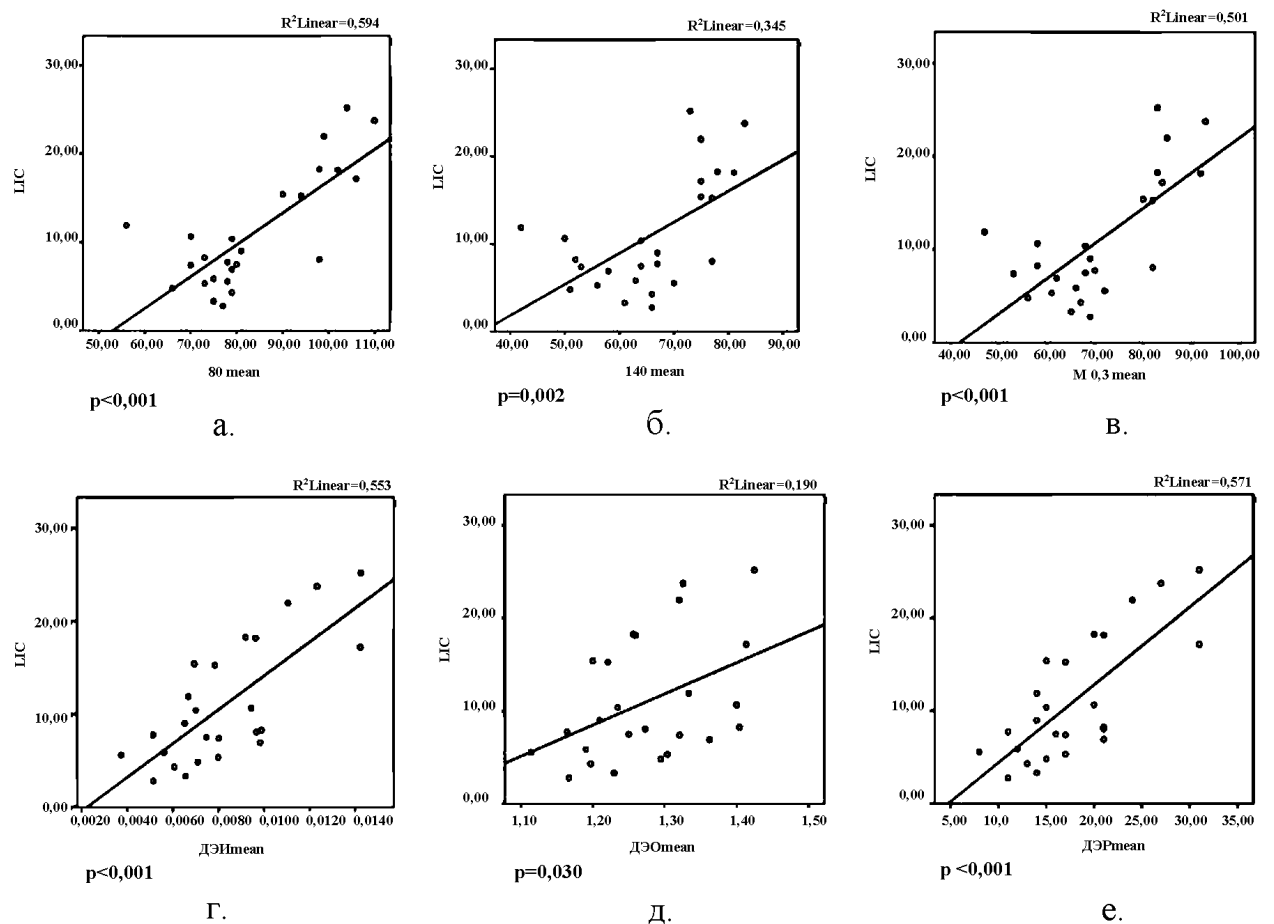 R²Linear=0,594
30,00
20,00
10,00
0,00
LIC
50,00 60,00 70,00 80,00 90,00 100,00 110,00
80 mean
p<0,001
а.
R²Linear=0,345
30,00
20,00
10,00
0,00
LIC
40,00 50,00 60,00 70,00 80,00 90,00
140 mean
p=0,002
б.
R²Linear=0,501
30,00
20,00
10,00
0,00
LIC
40,00 50,00 60,00 70,00 80,00 90,00 100,00
M 0,3 mean
p<0,001
в.
R²Linear=0,553
30,00
20,00
10,00
0,00
LIC
0,0020 0,0040 0,0060 0,0080 0,0100 0,0120 0,0140
ДЭИmean
p<0,001
г.
R²Linear=0,190
30,00
20,00
10,00
0,00
LIC
1,10 1,20 1,30 1,40 1,50
ДЭОmean
p=0,030
д.
R²Linear=0,571
30,00
20,00
10,00
0,00
LIC
5,00 10,0 15,00 20,00 25,00 30,00 35,00
ДЭРmean
p <0,001
е.